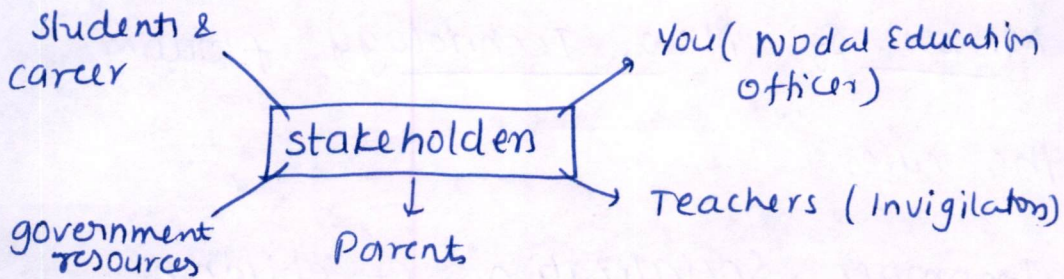 Students &
career
You (Nodal Education
Officer)
stakeholders
Teachers (Invigilators)
government
resources
Parents